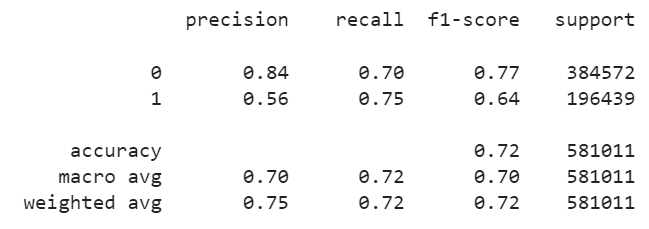 precision recall f1-score support
0 0.84 0.70 0.77 384572
1 0.56 0.75 0.64 196439
accuracy 0.72 581011
macro avg 0.70 0.72 0.70 581011
weighted avg 0.75 0.72 0.72 581011